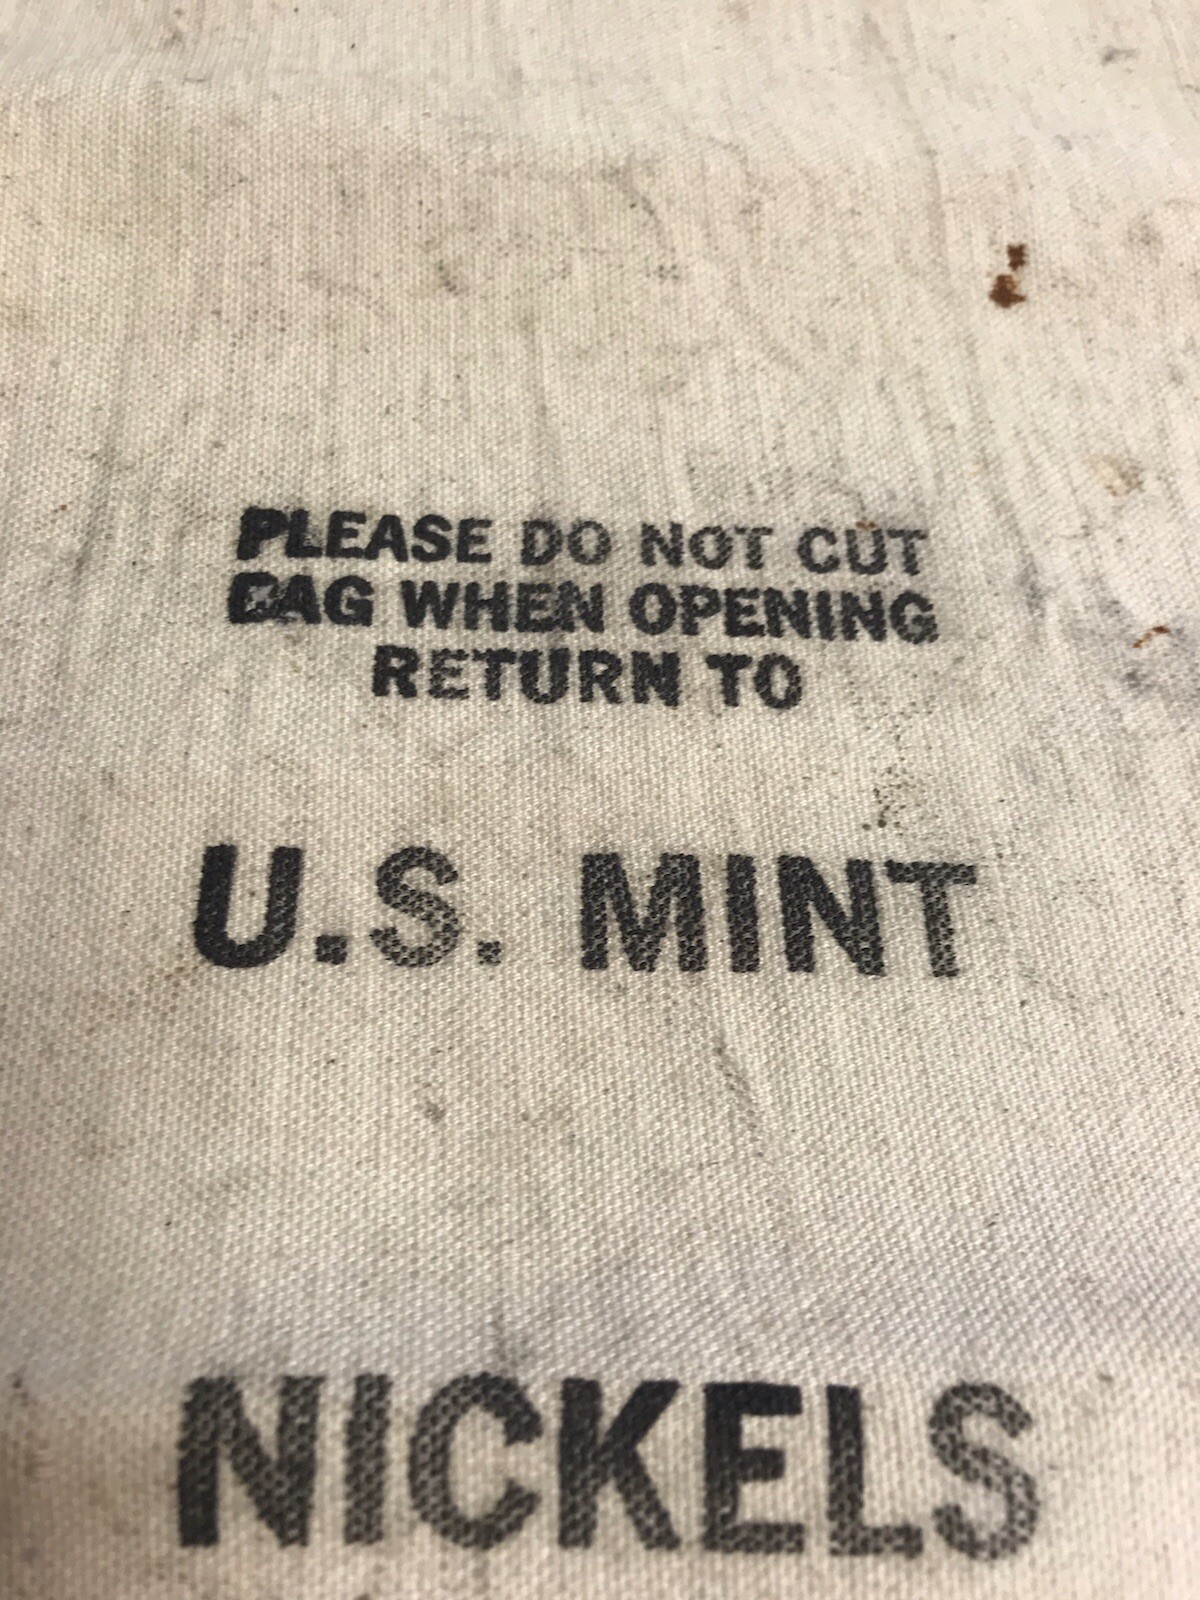 PLEASE DO NOT CUT
BAG WHEN OPENING
RETURN TO
U.S. MINT
NICKELS